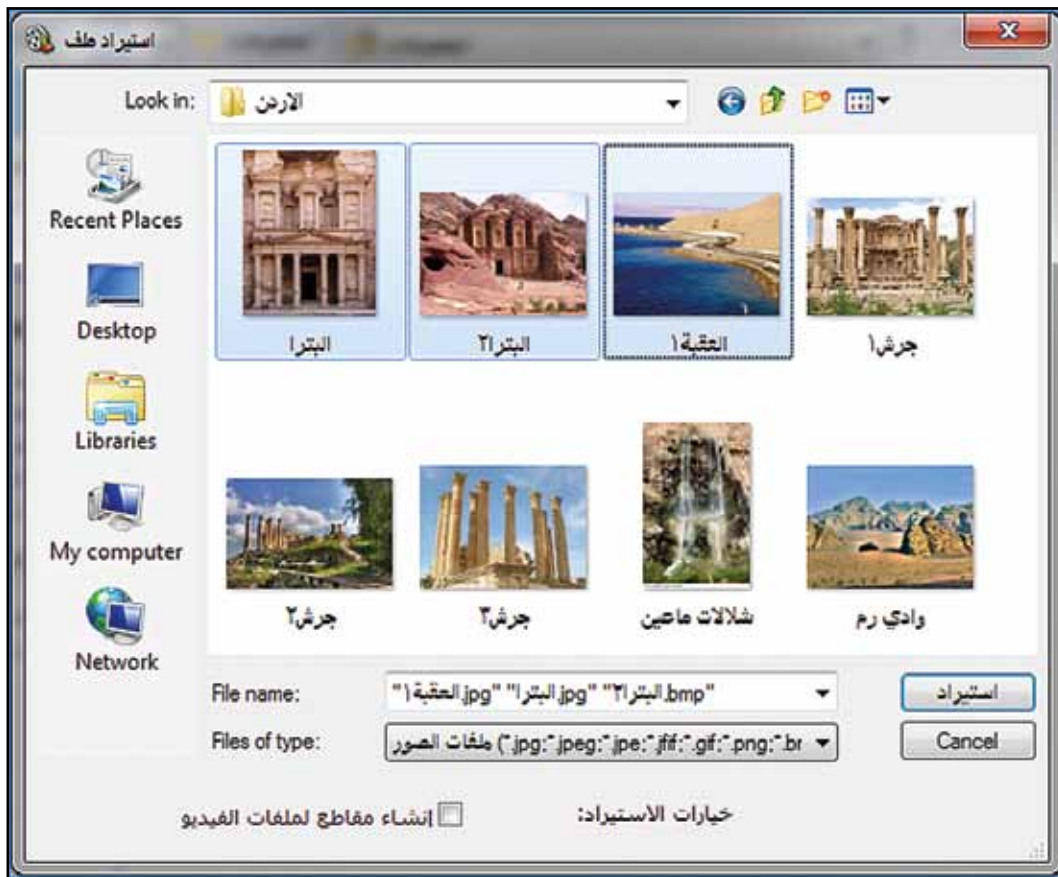 استيراد ملف
Look in: الاردن
Recent Places
Desktop
Libraries
My computer
Network
البترا البترا٢ العقبة١ جرش١
جرش٢ جرش٣ شلالات ماعين وادي رم
File name: "العقبة١.jpg" "البترا.jpg" "البترا٢.bmp" استيراد
Files of type: ملفات الصور (*.jpg;*.jpeg;*.jpe;*.jfif;*.gif;*.png;*.br Cancel
خيارات الاستيراد: إنشاء مقاطع لملفات الفيديو